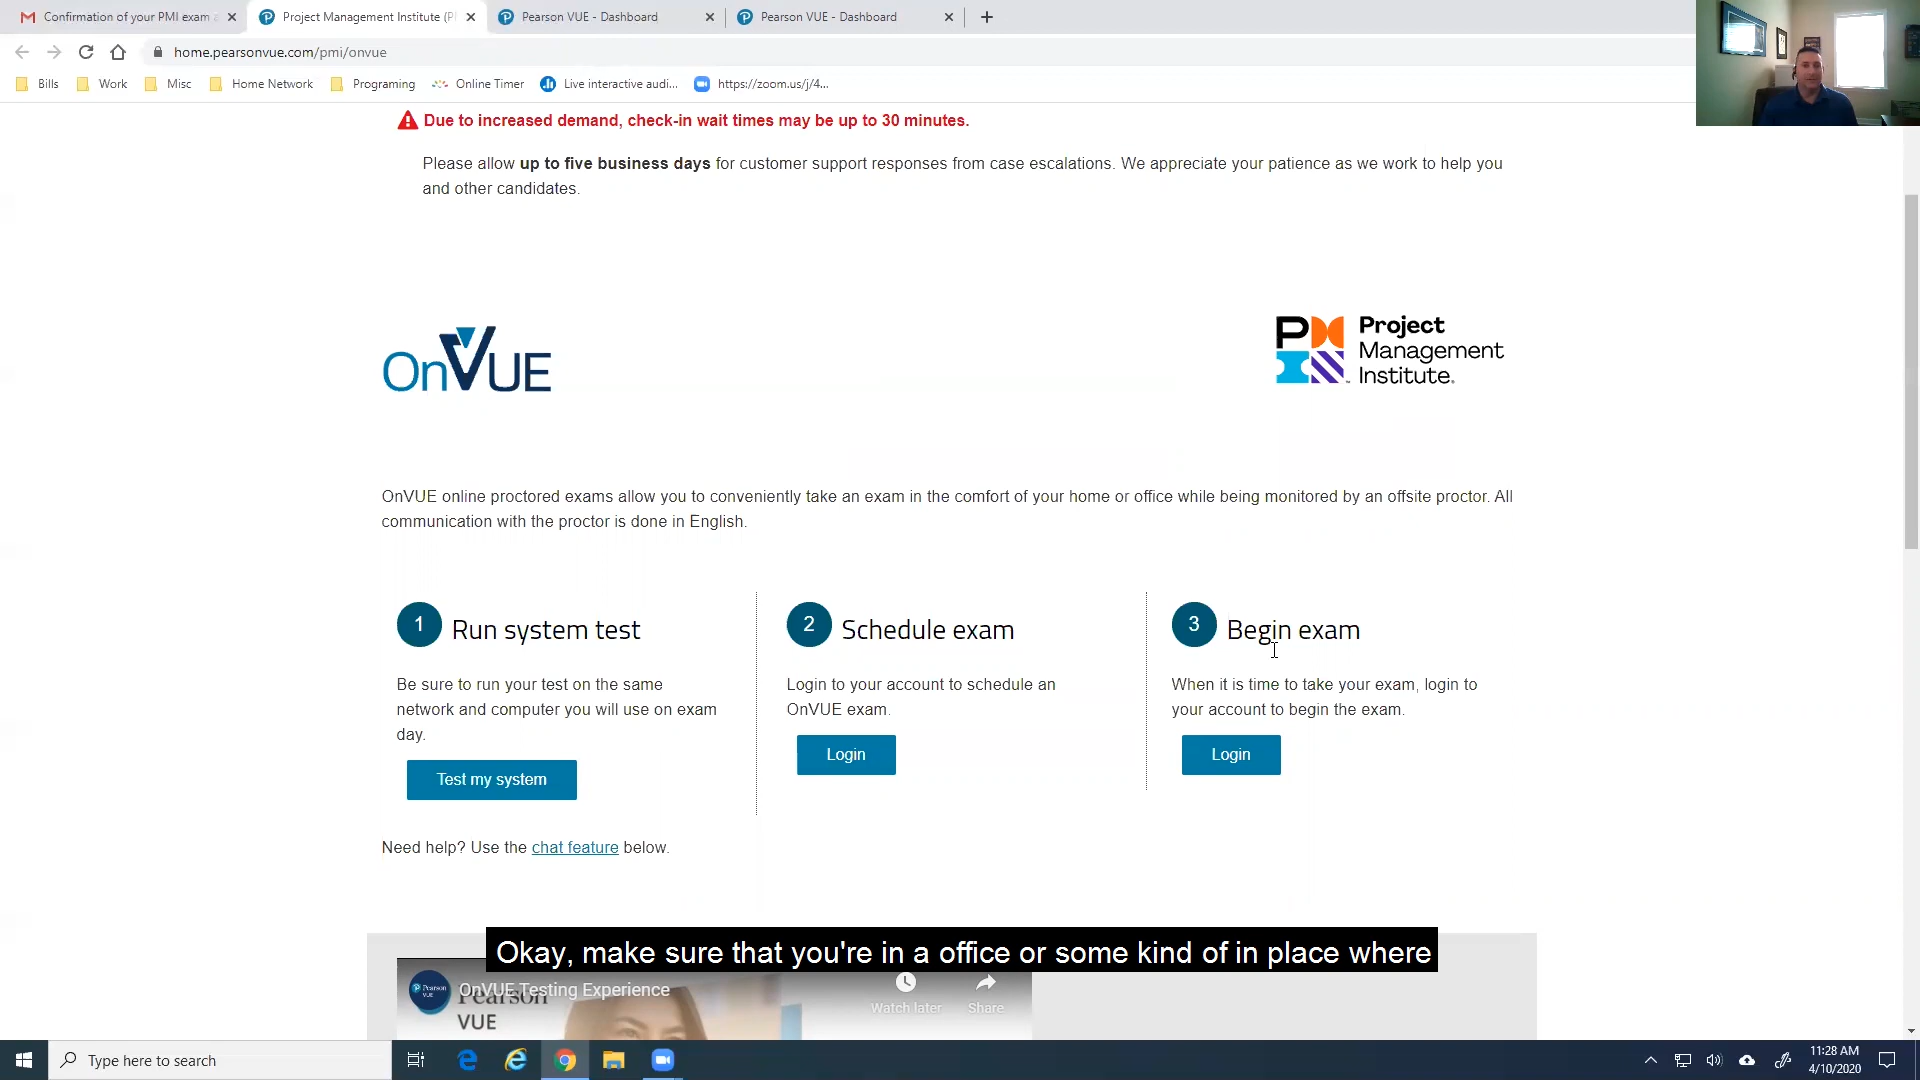 Confirmation of your PMI exam
Project Management Institute (P
Pearson VUE - Dashboard
Pearson VUE - Dashboard
home.pearsonvue.com/pmi/onvue
Bills
Work
Misc
Home Network
Programing
Online Timer
Live interactive audi...
https://zoom.us/j/4...
Due to increased demand, check-in wait times may be up to 30 minutes.
Please allow up to five business days for customer support responses from case escalations. We appreciate your patience as we work to help you
and other candidates.
OnVUE
Project
Management
Institute.
OnVUE online proctored exams allow you to conveniently take an exam in the comfort of your home or office while being monitored by an offsite proctor. All
communication with the proctor is done in English.
1 Run system test
Be sure to run your test on the same
network and computer you will use on exam
day.
Test my system
2 Schedule exam
Login to your account to schedule an
OnVUE exam.
Login
3 Begin exam
When it is time to take your exam, login to
your account to begin the exam.
Login
Need help? Use the chat feature below.
Okay, make sure that you're in a office or some kind of in place where
Pearson
VUE
OnVUE Testing Experience
Pearson
VUE
Watch later
Share
Type here to search
11:28 AM
4/10/2020